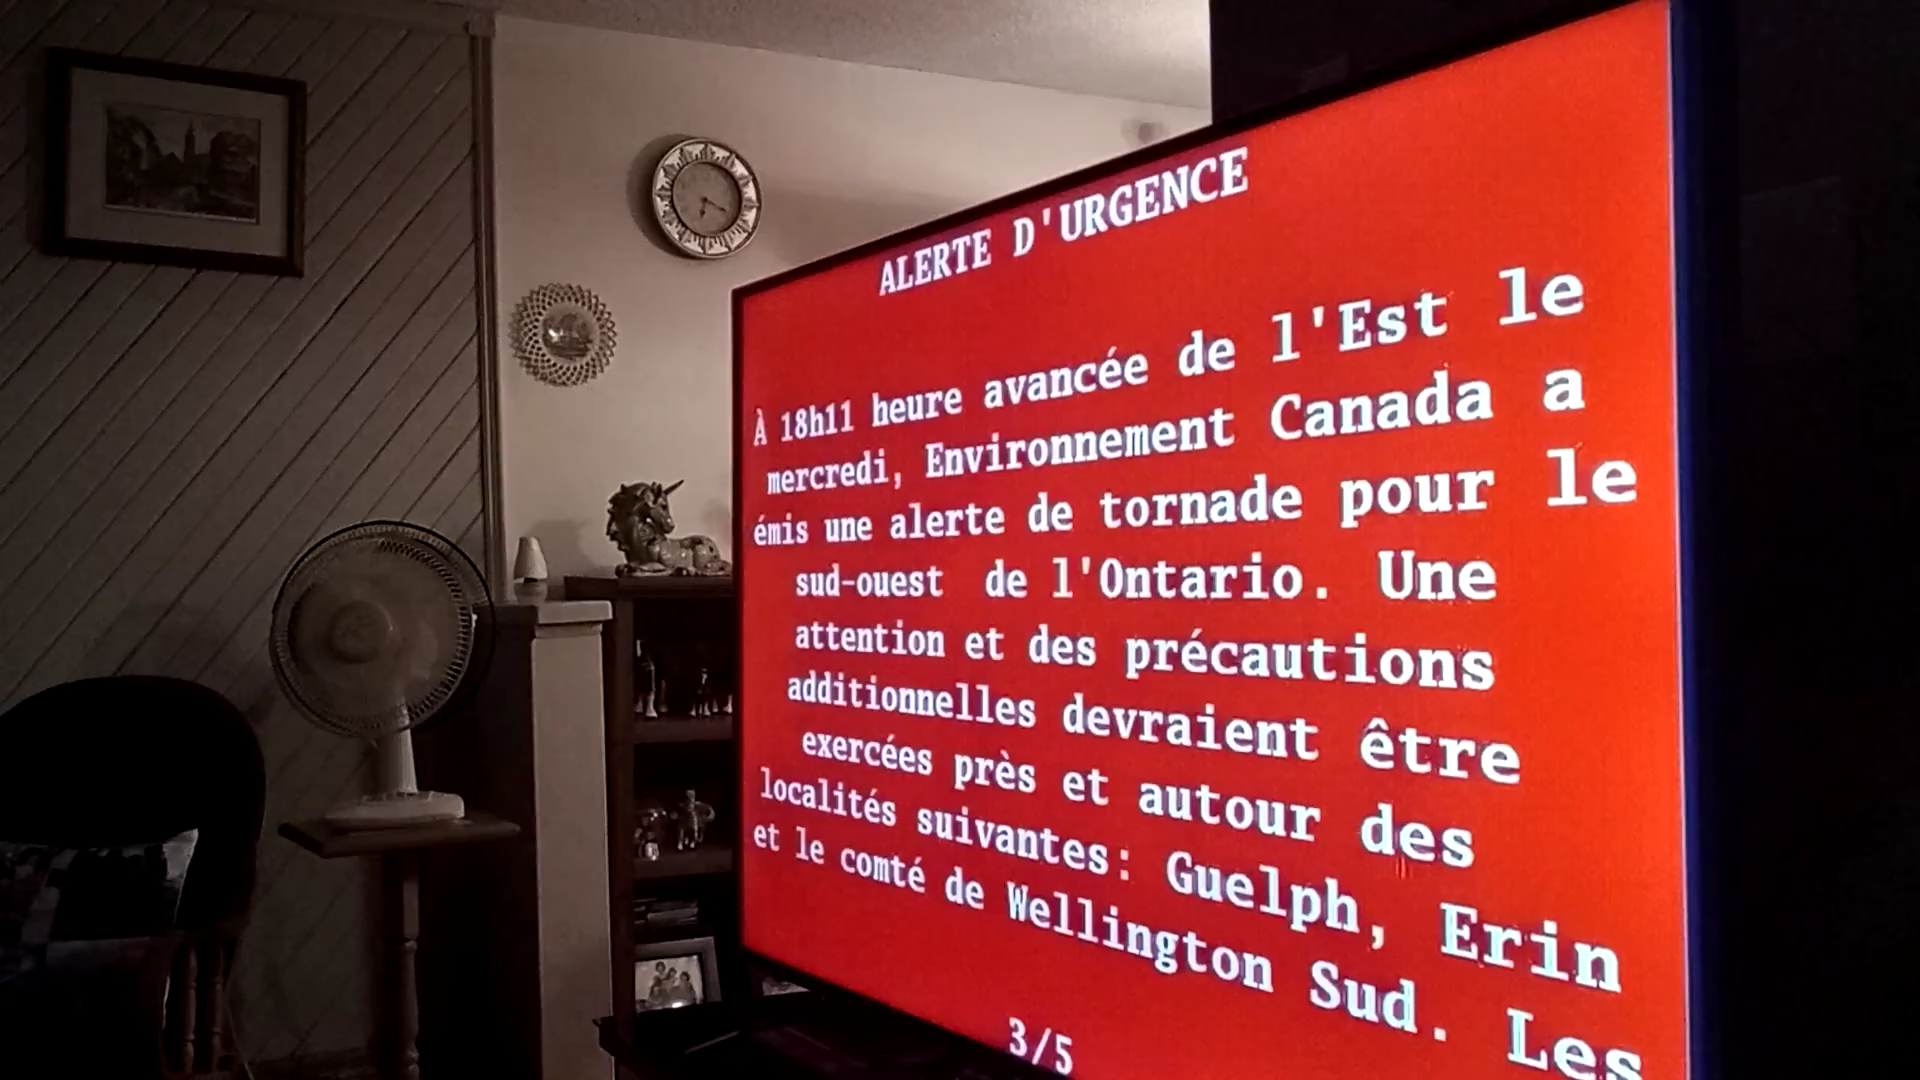 ALERTE D'URGENCE
À 18h11 heure avancée de l'Est le
mercredi, Environnement Canada a
émis une alerte de tornade pour le
sud-ouest de l'Ontario. Une
attention et des précautions
additionnelles devraient être
exercées près et autour des
localités suivantes: Guelph, Erin
et le comté de Wellington Sud. Les
3/5